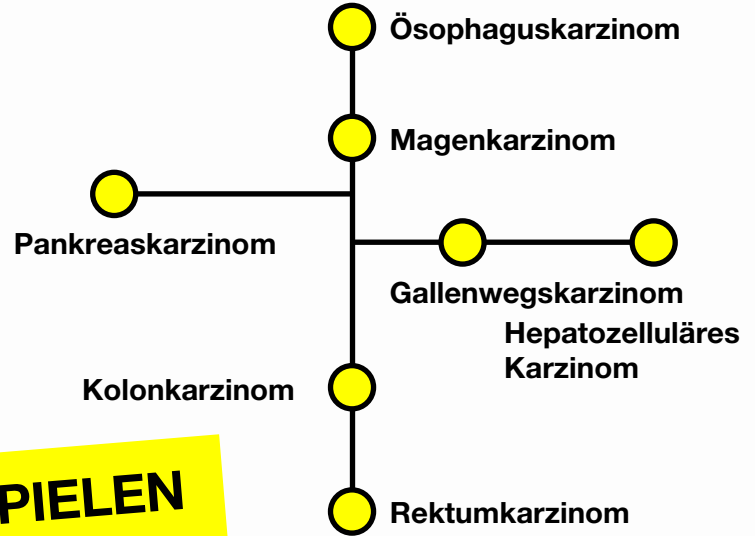 Ösophaguskarzinom
Magenkarzinom
Pankreaskarzinom
Gallenwegskarzinom
Hepatozelluläres
Karzinom
Kolonkarzinom
PIELEN
Rektumkarzinom